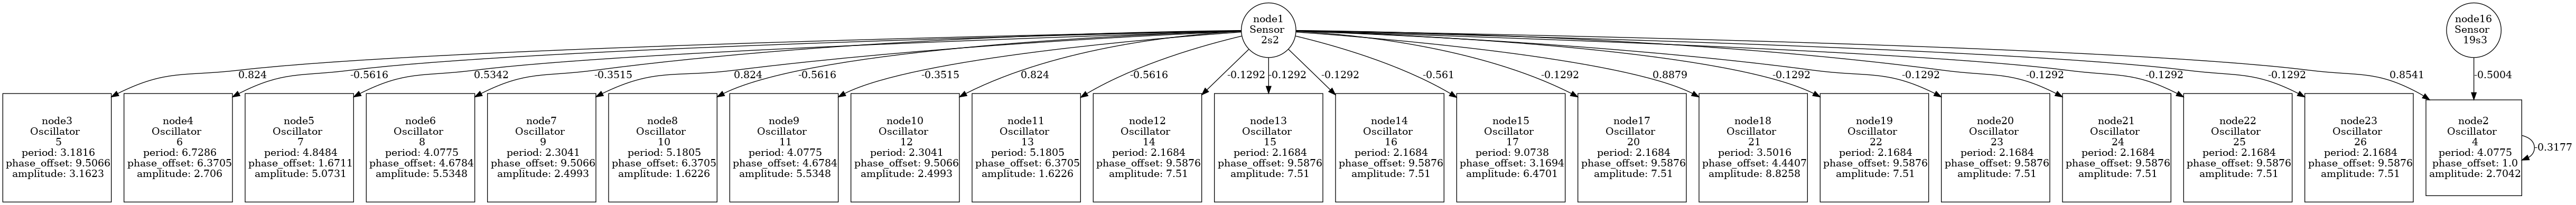 node1
Sensor
2s2
node16
Sensor
19s3
0.824
-0.5616
0.5342
-0.3515
0.824
-0.5616
-0.3515
0.824
-0.5616
-0.1292
-0.1292
-0.1292
-0.561
-0.1292
0.8879
-0.1292
-0.1292
-0.1292
-0.1292
-0.1292
0.8541
-0.5004
node3
Oscillator
5
period: 3.1816
phase_offset: 9.5066
amplitude: 3.1623
node4
Oscillator
6
period: 6.7286
phase_offset: 6.3705
amplitude: 2.706
node5
Oscillator
7
period: 4.8484
phase_offset: 1.6711
amplitude: 5.0731
node6
Oscillator
8
period: 4.0775
phase_offset: 4.6784
amplitude: 5.5348
node7
Oscillator
9
period: 2.3041
phase_offset: 9.5066
amplitude: 2.4993
node8
Oscillator
10
period: 5.1805
phase_offset: 6.3705
amplitude: 1.6226
node9
Oscillator
11
period: 4.0775
phase_offset: 4.6784
amplitude: 5.5348
node10
Oscillator
12
period: 2.3041
phase_offset: 9.5066
amplitude: 2.4993
node11
Oscillator
13
period: 5.1805
phase_offset: 6.3705
amplitude: 1.6226
node12
Oscillator
14
period: 2.1684
phase_offset: 9.5876
amplitude: 7.51
node13
Oscillator
15
period: 2.1684
phase_offset: 9.5876
amplitude: 7.51
node14
Oscillator
16
period: 2.1684
phase_offset: 9.5876
amplitude: 7.51
node15
Oscillator
17
period: 9.0738
phase_offset: 3.1694
amplitude: 6.4701
node17
Oscillator
20
period: 2.1684
phase_offset: 9.5876
amplitude: 7.51
node18
Oscillator
21
period: 3.5016
phase_offset: 4.4407
amplitude: 8.8258
node19
Oscillator
22
period: 2.1684
phase_offset: 9.5876
amplitude: 7.51
node20
Oscillator
23
period: 2.1684
phase_offset: 9.5876
amplitude: 7.51
node21
Oscillator
24
period: 2.1684
phase_offset: 9.5876
amplitude: 7.51
node22
Oscillator
25
period: 2.1684
phase_offset: 9.5876
amplitude: 7.51
node23
Oscillator
26
period: 2.1684
phase_offset: 9.5876
amplitude: 7.51
node2
Oscillator
4
period: 4.0775
phase_offset: 1.0
amplitude: 2.7042
-0.3177